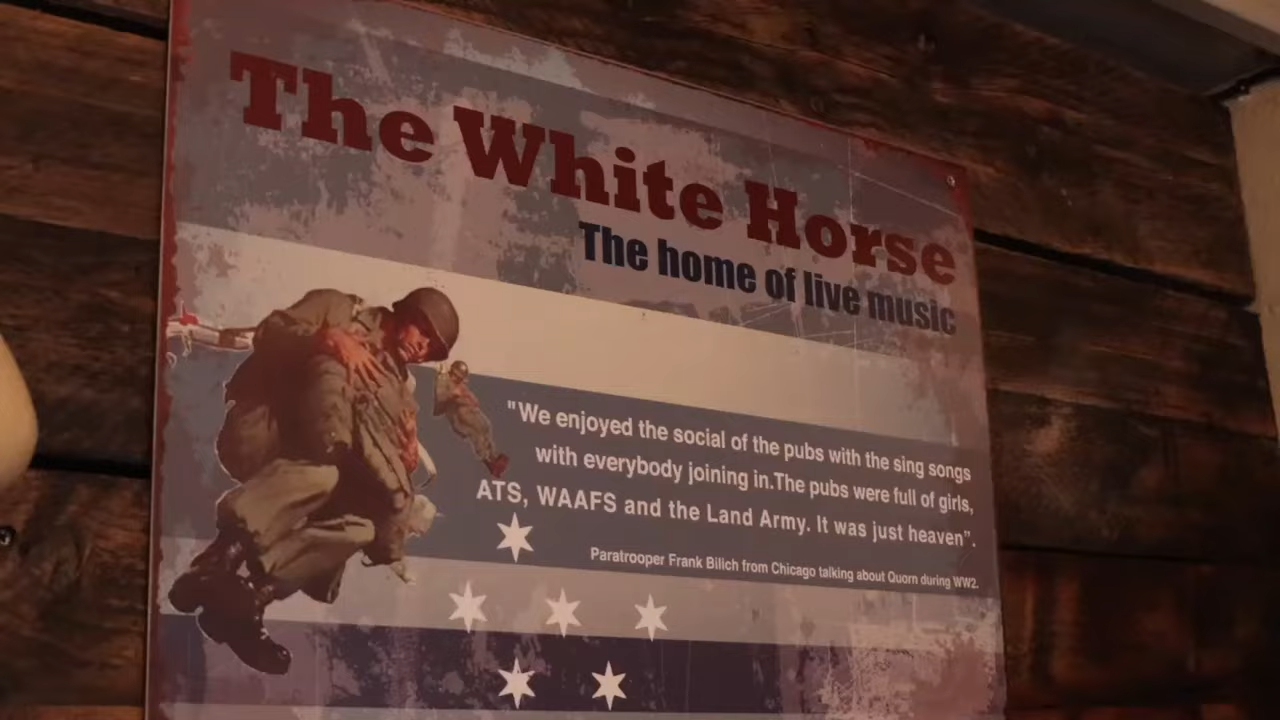 The White Horse
The home of live music
"We enjoyed the social of the pubs with the sing songs
with everybody joining in.The pubs were full of girls,
ATS, WAAFS and the Land Army. It was just heaven”.
Paratrooper Frank Bilich from Chicago talking about Quorn during WW2.